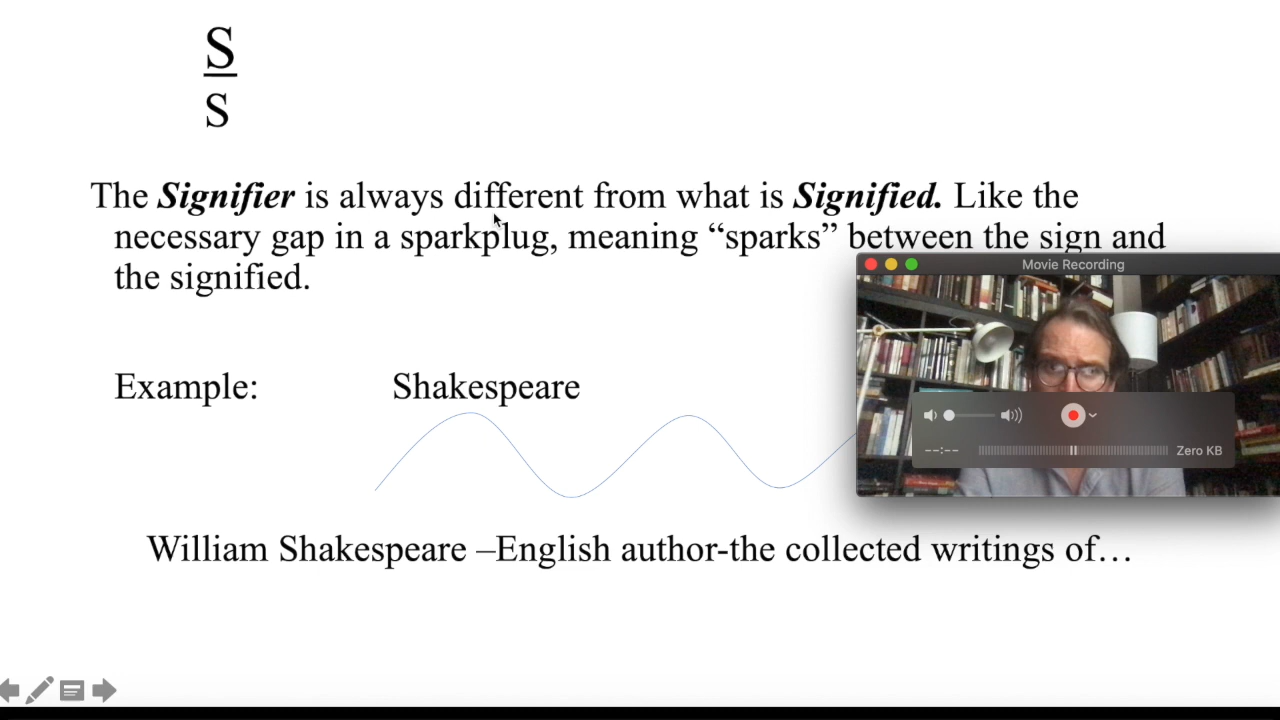 S
S
The Signifier is always different from what is Signified. Like the
necessary gap in a sparkplug, meaning “sparks” between the sign and
the signified.
Movie Recording
Example: Shakespeare
--:--
Zero KB
William Shakespeare –English author-the collected writings of…